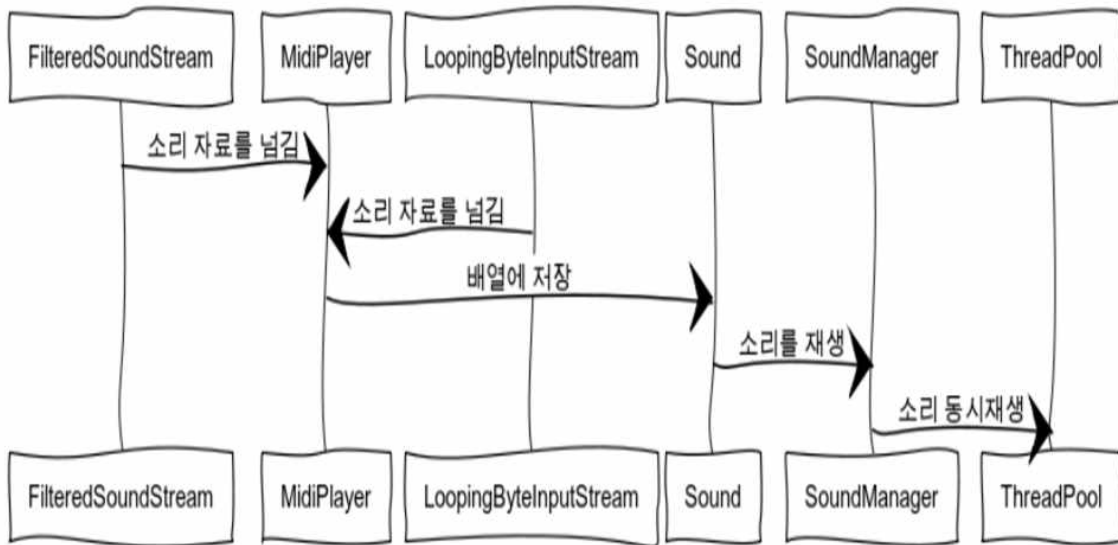 FilteredSoundStream MidiPlayer LoopingByteInputStream Sound SoundManager ThreadPool
소리 자료를 넘김
소리 자료를 넘김
배열에 저장
소리를 재생
소리 동시재생
FilteredSoundStream MidiPlayer LoopingByteInputStream Sound SoundManager ThreadPool